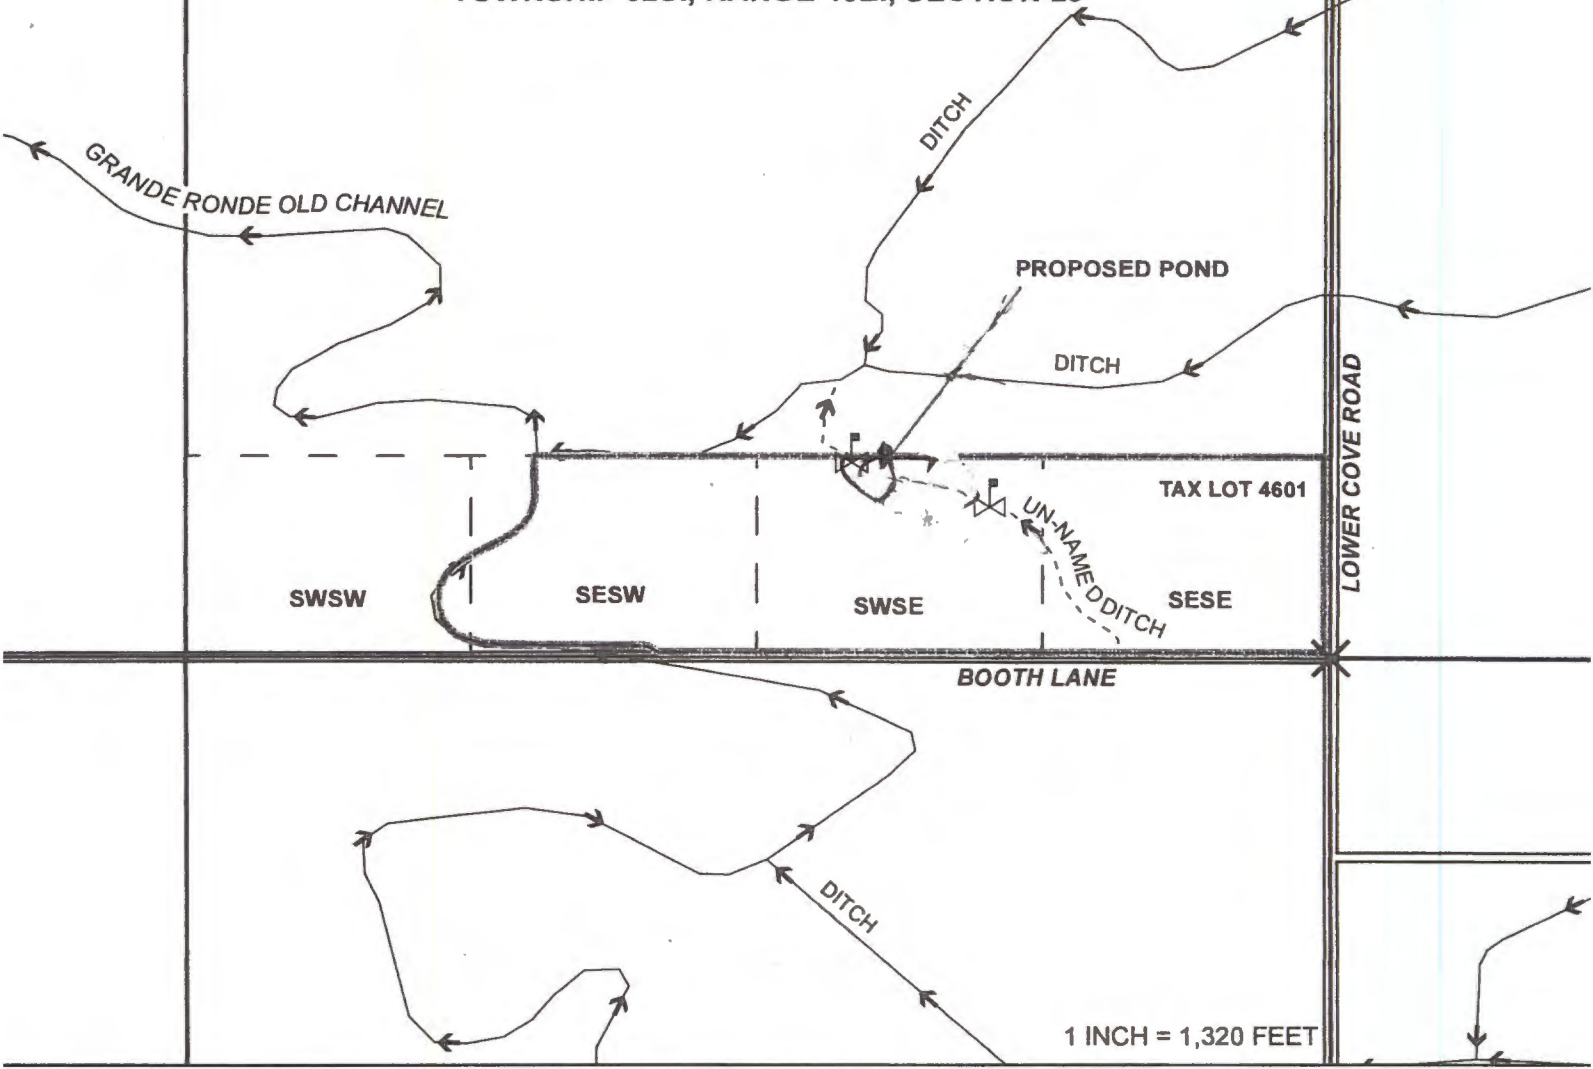 DITCH
GRANDE RONDE OLD CHANNEL
PROPOSED POND
DITCH
LOWER COVE ROAD
TAX LOT 4601
UN-NAMED DITCH
SWSW
SESW
SWSE
SESE
BOOTH LANE
DITCH
1 INCH = 1,320 FEET